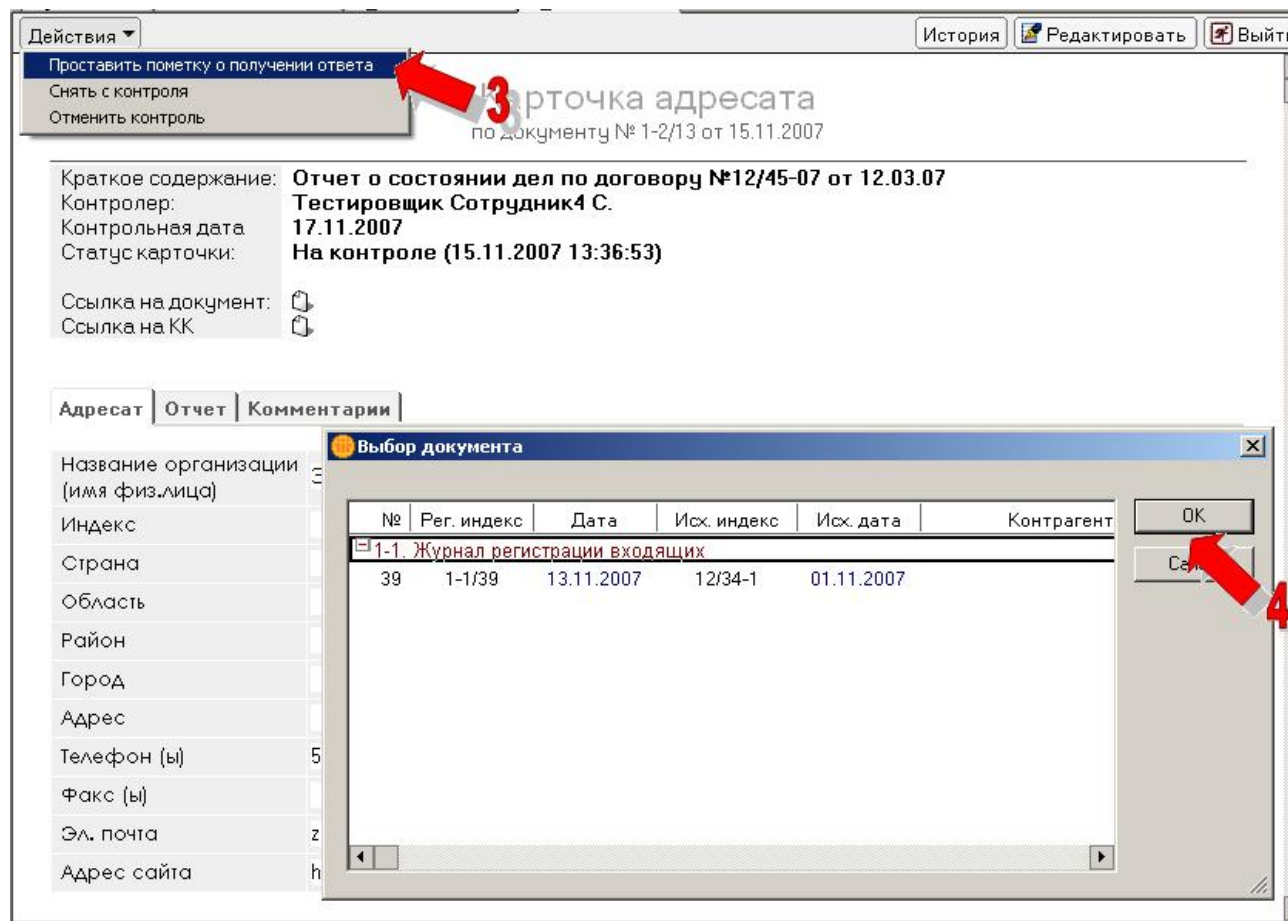 Действия
История Редактировать Выйти
Проставить пометку о получении ответа
Снять с контроля
Отменить контроль
3
адресата
по документу № 1-2/13 от 15.11.2007
Краткое содержание: Отчет о состоянии дел по договору №12/45-07 от 12.03.07
Контролер: Тестировщик Сотрудник4 С.
Контрольная дата 17.11.2007
Статус карточки: На контроле (15.11.2007 13:36:53)
Ссылка на документ:
Ссылка на КК
Адресат Отчет Комментарии
Название организации
(имя физ.лица)
Индекс
Страна
Область
Район
Город
Адрес
Телефон (ы) 5
Факс (ы)
Эл. почта z
Адрес сайта h
Выбор документа
№ Рег. индекс Дата Исх. индекс Исх. дата Контрагент
1-1. Журнал регистрации входящих
39 1-1/39 13.11.2007 12/34-1 01.11.2007
OK
4